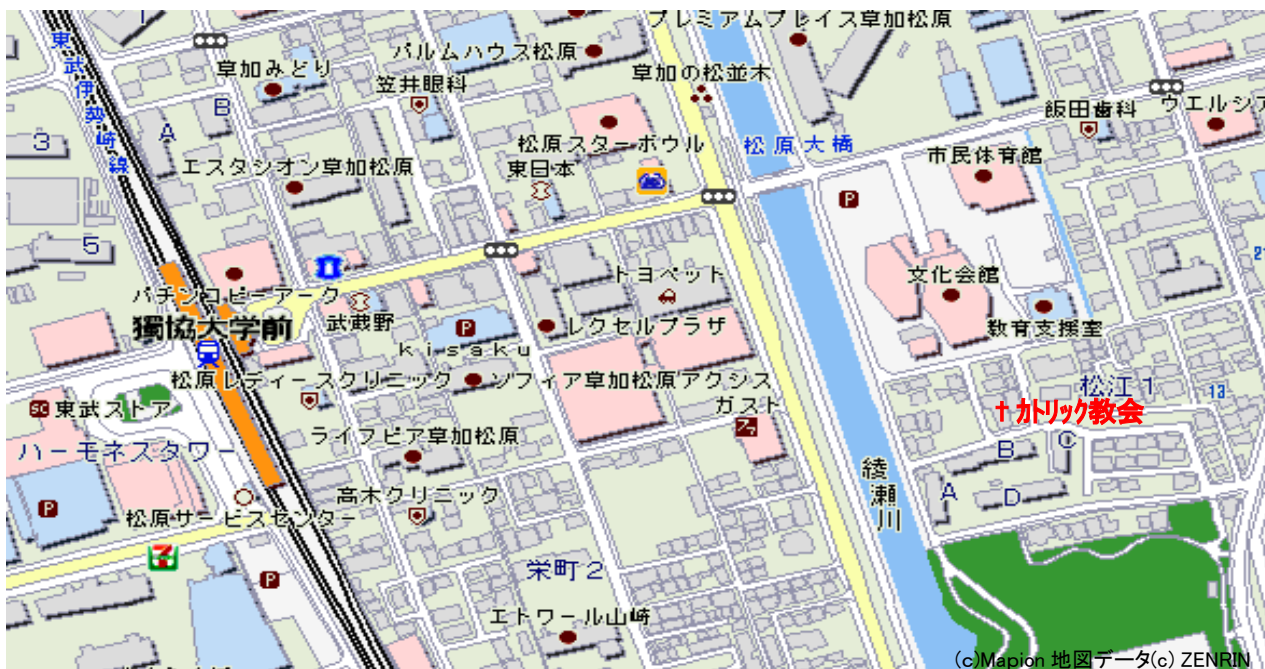 プレミアムプレイス草加松原
東武伊勢崎線
草加みどり
パルムハウス松原
笠井眼科
草加の松並木
飯田歯科
ウエルシア
B
A
3
松原スターボウル
松原大橋
市民体育館
エスタシオン草加松原
東日本
P
5
21
トヨペット
文化会館
パチンコピーアーク
武蔵野
P
レクセルプラザ
教育支援室
獨協大学前
kisaku
松原レディースクリニック
ソフィア草加松原アクシス
松江1
13
SC
東武ストア
ガスト
† カトリック教会
ライフピア草加松原
ハーモネスタワー
B
C
綾瀬川
高木クリニック
A
D
P
松原サービスセンター
7
P
栄町2
エトワール山崎
(c)Mapion 地図データ(c) ZENRIN